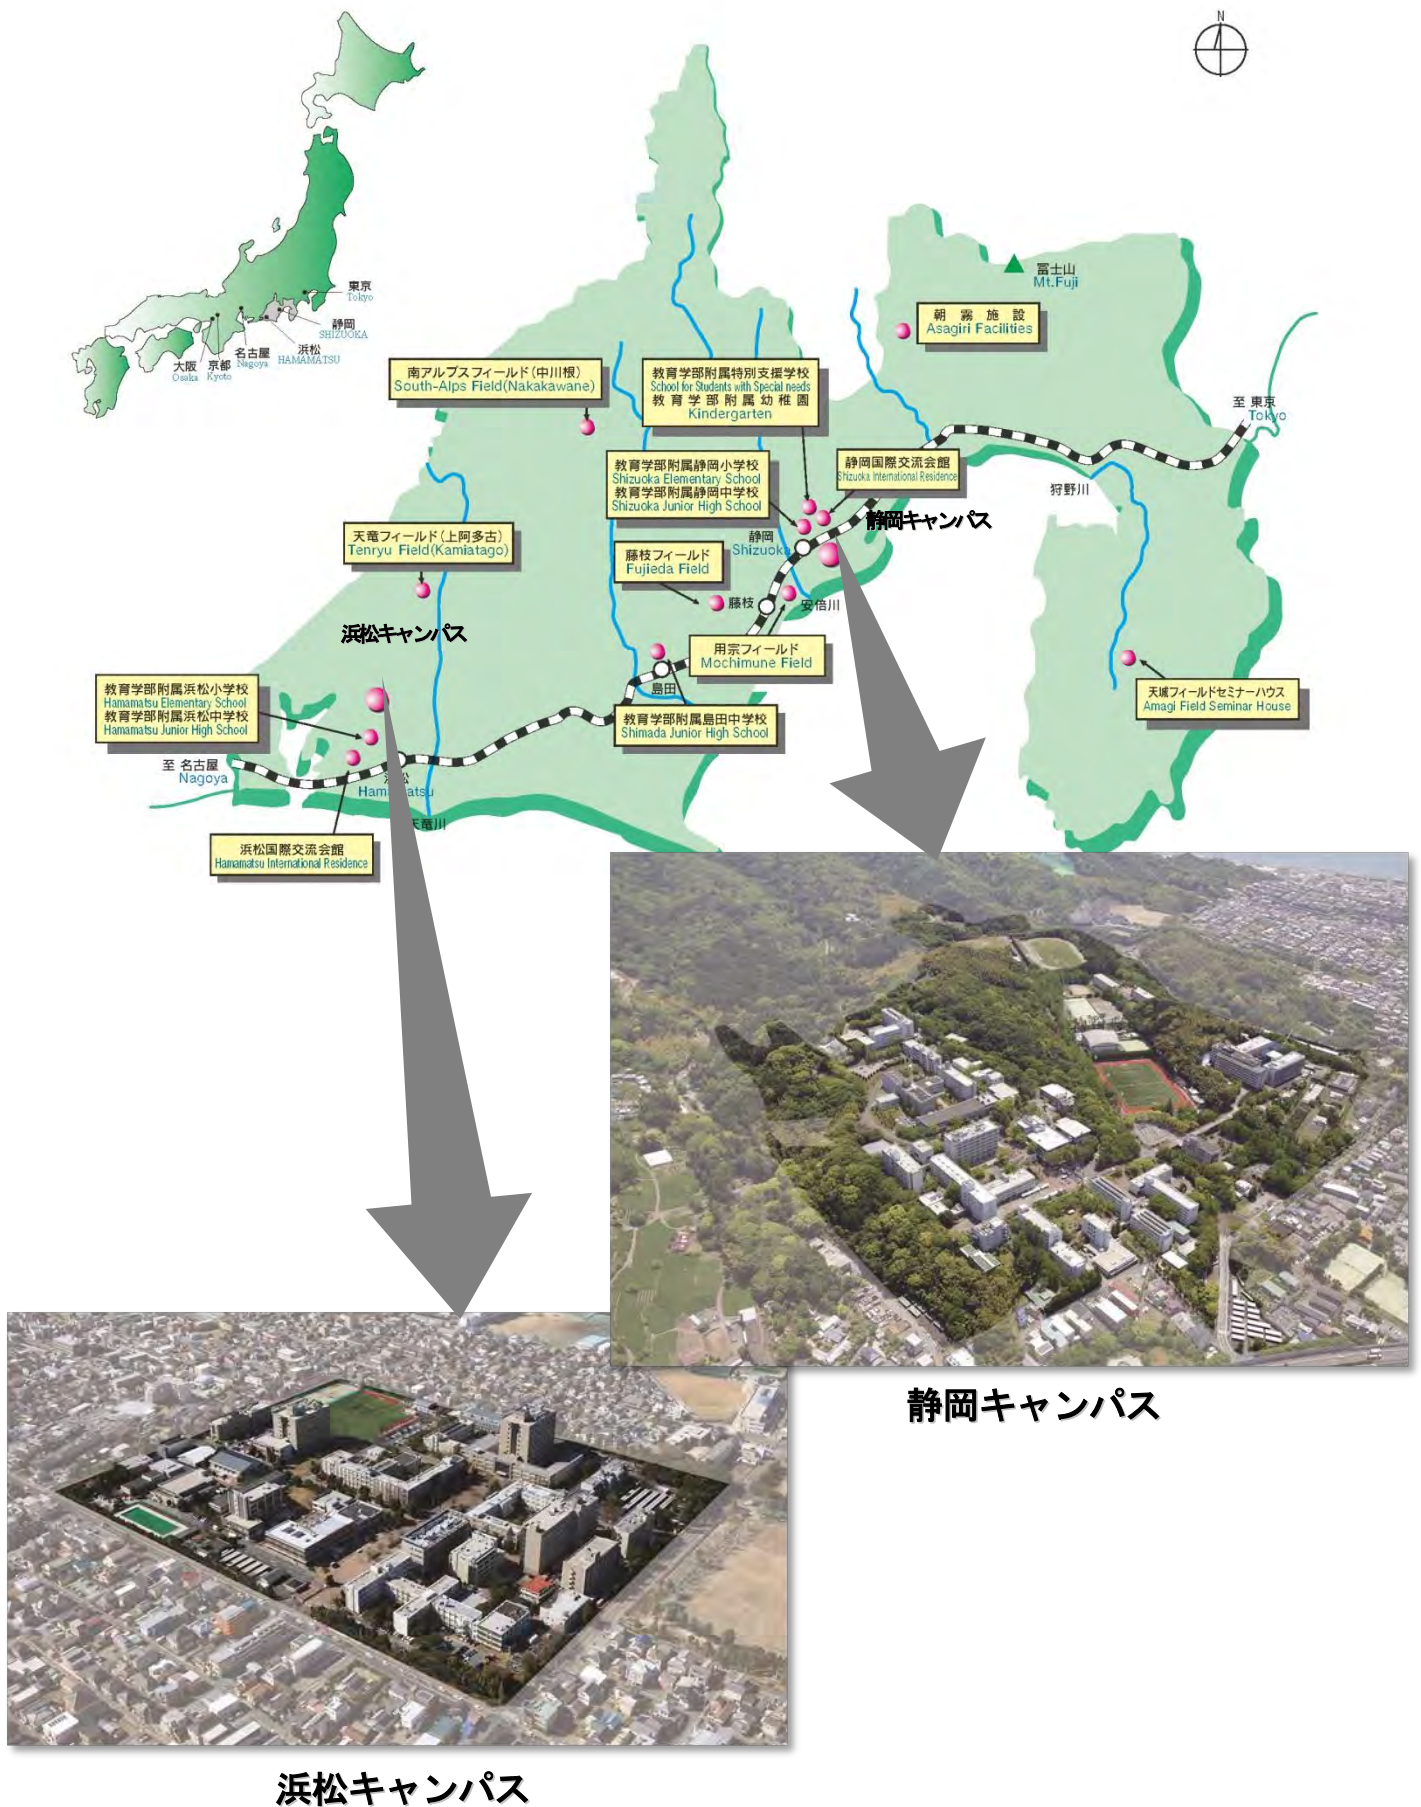 N
東京
Tokyo
静岡
SHIZUOKA
浜松
HAMAMATSU
名古屋
Nagoya
京都
Kyoto
大阪
Osaka
冨士山
Mt.Fuji
朝霧施設
Asagiri Facilities
南アルプスフィールド(中川根)
South-Alps Field(Nakakawane)
教育学部附属特別支援学校
School for Students with Special needs
教育学部附属幼稚園
Kindergarten
至 東京
Tokyo
教育学部附属静岡小学校
Shizuoka Elementary School
教育学部附属静岡中学校
Shizuoka Junior High School
静岡国際交流会館
Shizuoka International Residence
狩野川
静岡キャンパス
天竜フィールド(上阿多古)
Tenryu Field(Kamiatago)
静岡
Shizuoka
藤枝フィールド
Fujieda Field
藤枝
安倍川
浜松キャンパス
用宗フィールド
Mochimune Field
島田
教育学部附属浜松小学校
Hamamatsu Elementary School
教育学部附属浜松中学校
Hamamatsu Junior High School
天城フィールドセミナーハウス
Amagi Field Seminar House
教育学部附属島田中学校
Shimada Junior High School
至 名古屋
Nagoya
浜松
Hamamatsu
天竜川
浜松国際交流会館
Hamamatsu International Residence
静岡キャンパス
浜松キャンパス